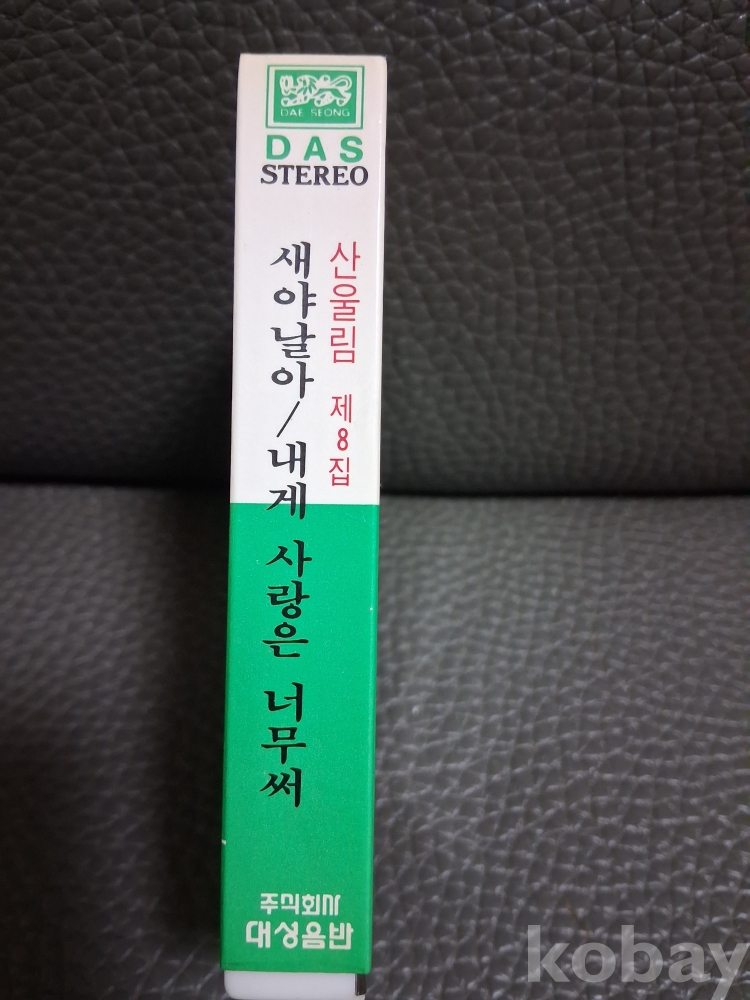 DAE SEONG
DAS
STEREO
산울림 제8집
새야날아/내게 사랑은 너무써
주식회사
대성음반
kobay